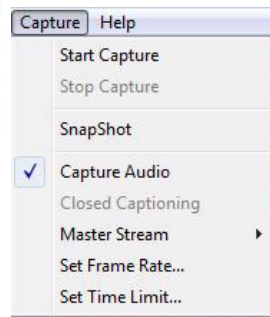 Capture Help
Start Capture
Stop Capture
SnapShot
Capture Audio
Closed Captioning
Master Stream
Set Frame Rate...
Set Time Limit...